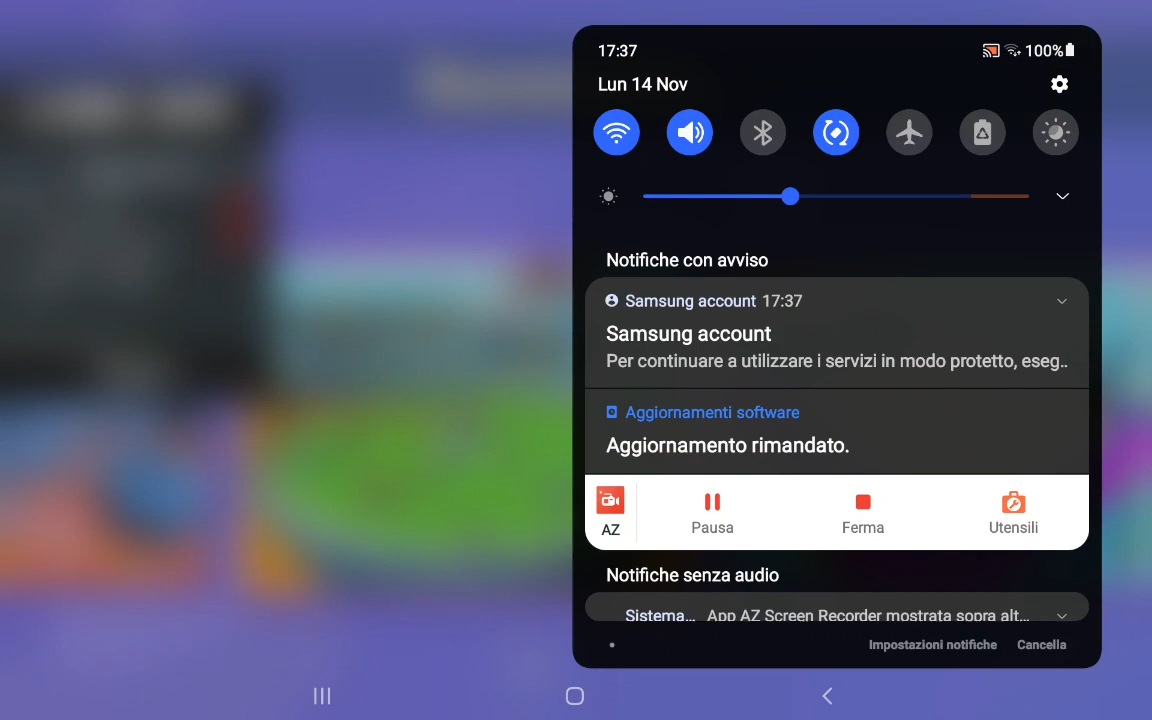 17:37
100%
Lun 14 Nov
Notifiche con avviso
Samsung account 17:37
Samsung account
Per continuare a utilizzare i servizi in modo protetto, eseg..
Aggiornamenti software
Aggiornamento rimandato.
AZ
Pausa
Ferma
Utensili
Notifiche senza audio
Sistema... App AZ Screen Recorder mostrata sopra alt...
Impostazioni notifiche
Cancella